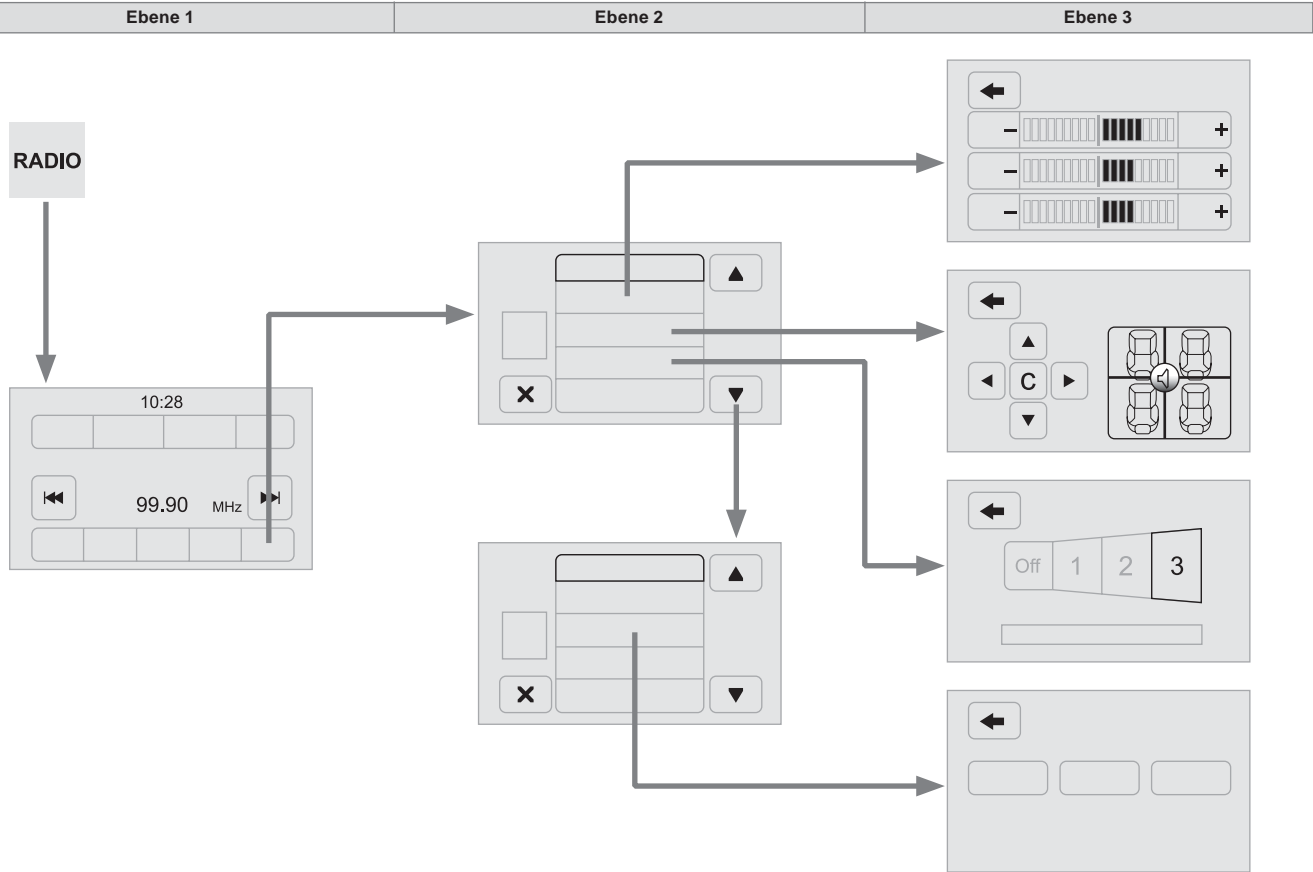 Ebene 1
Ebene 2
Ebene 3
RADIO
10:28
99.90 MHz
- +
- +
- +
C
Off 1 2 3